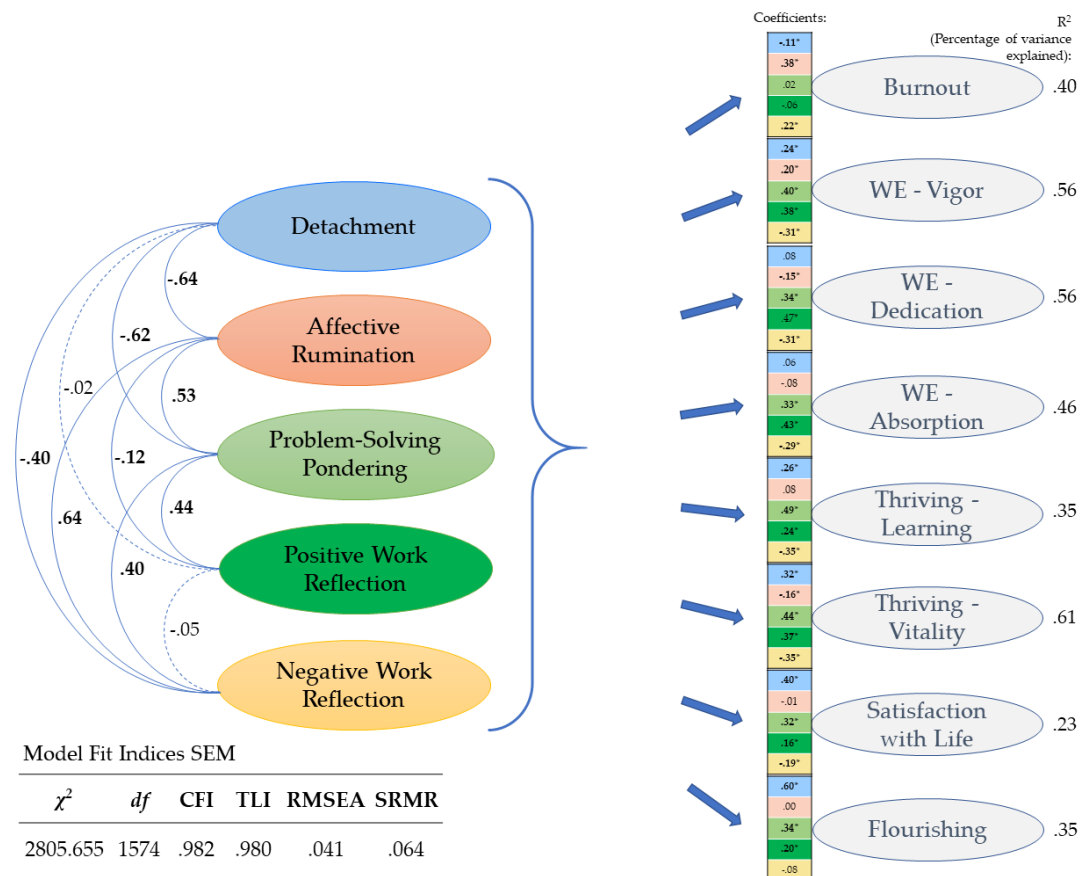 Coefficients:
R²
(Percentage of variance
explained):
Detachment
Affective
Rumination
Problem-Solving
Pondering
Positive Work
Reflection
Negative Work
Reflection
-.64
-.62
-.02
.53
-.40
-.12
.64
.44
.40
-.05
-.11*
.38*
.02
-.06
.22*
Burnout
.40
.24*
.20*
.40*
.38*
-.31*
WE - Vigor
.56
.08
-.15*
.34*
.47*
-.31*
WE -
Dedication
.56
.06
-.08
.33*
.43*
-.29*
WE -
Absorption
.46
.26*
.08
.49*
.24*
-.35*
Thriving -
Learning
.35
.32*
-.16*
.44*
.37*
-.35*
Thriving -
Vitality
.61
.40*
-.01
.32*
.16*
-.19*
Satisfaction
with Life
.23
.60*
.00
.34*
.20*
-.08
Flourishing
.35
Model Fit Indices SEM
χ² df CFI TLI RMSEA SRMR
2805.655 1574 .982 .980 .041 .064